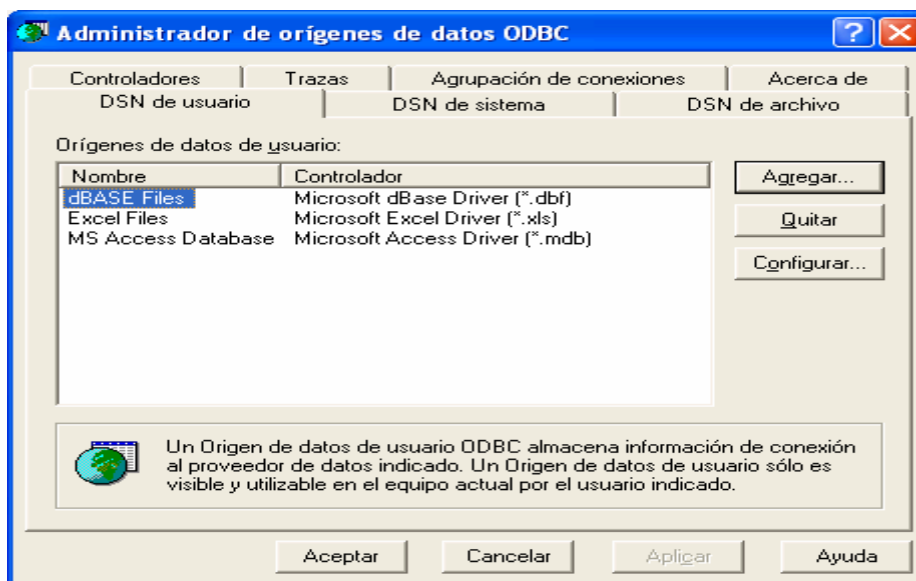 Administrador de orígenes de datos ODBC
Controladores Trazas Agrupación de conexiones Acerca de
DSN de usuario DSN de sistema DSN de archivo
Orígenes de datos de usuario:
Nombre Controlador
dBASE Files Microsoft dBase Driver (*.dbf)
Excel Files Microsoft Excel Driver (*.xls)
MS Access Database Microsoft Access Driver (*.mdb)
Agregar...
Quitar
Configurar...
Un Origen de datos de usuario ODBC almacena información de conexión
al proveedor de datos indicado. Un Origen de datos de usuario sólo es
visible y utilizable en el equipo actual por el usuario indicado.
Aceptar Cancelar Aplicar Ayuda